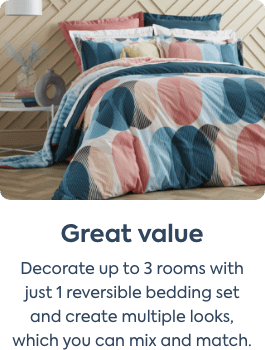 Great value
Decorate up to 3 rooms with
just 1 reversible bedding set
and create multiple looks,
which you can mix and match.